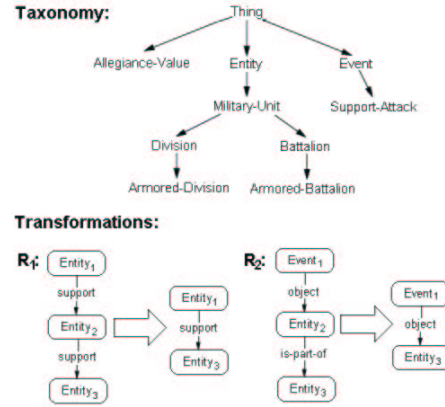 Taxonomy:
Thing
Allegiance-Value Entity Event
Military-Unit Support-Attack
Division Battalion
Armored-Division Armored-Battalion
Transformations:
R1: Entity1
support
Entity2
support
Entity3
Entity1
support
Entity3
R2: Event1
object
Entity2
is-part-of
Entity3
Event1
object
Entity3